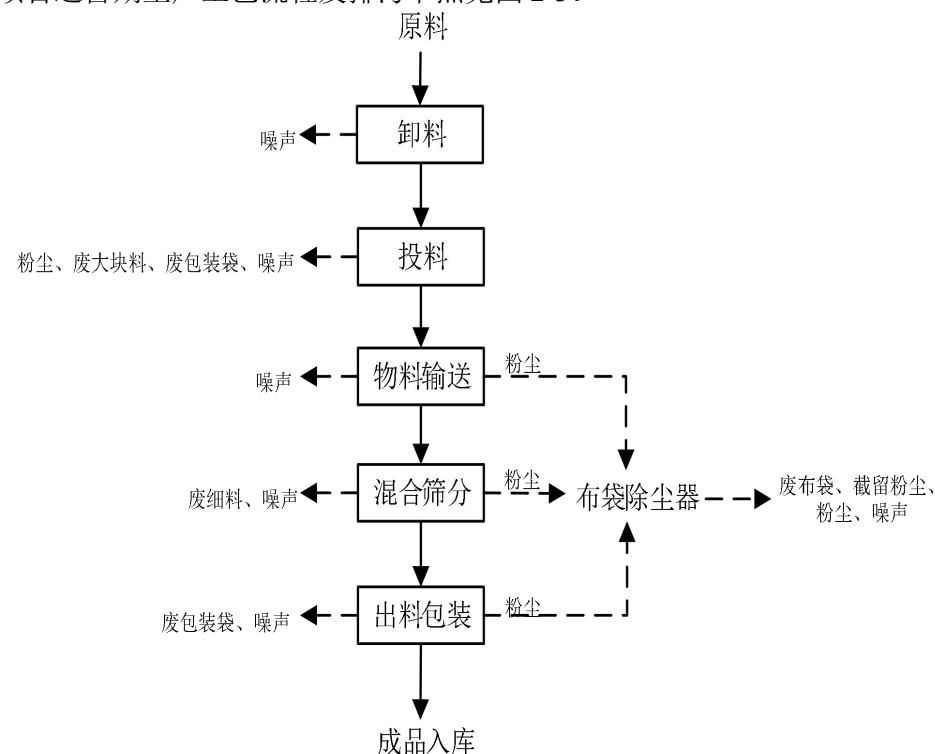 原料
噪声
卸料
粉尘、废大块料、废包装袋、噪声
投料
噪声
物料输送
粉尘
废细料、噪声
混合筛分
粉尘
布袋除尘器
废布袋、截留粉尘、
粉尘、噪声
废包装袋、噪声
出料包装
粉尘
成品入库